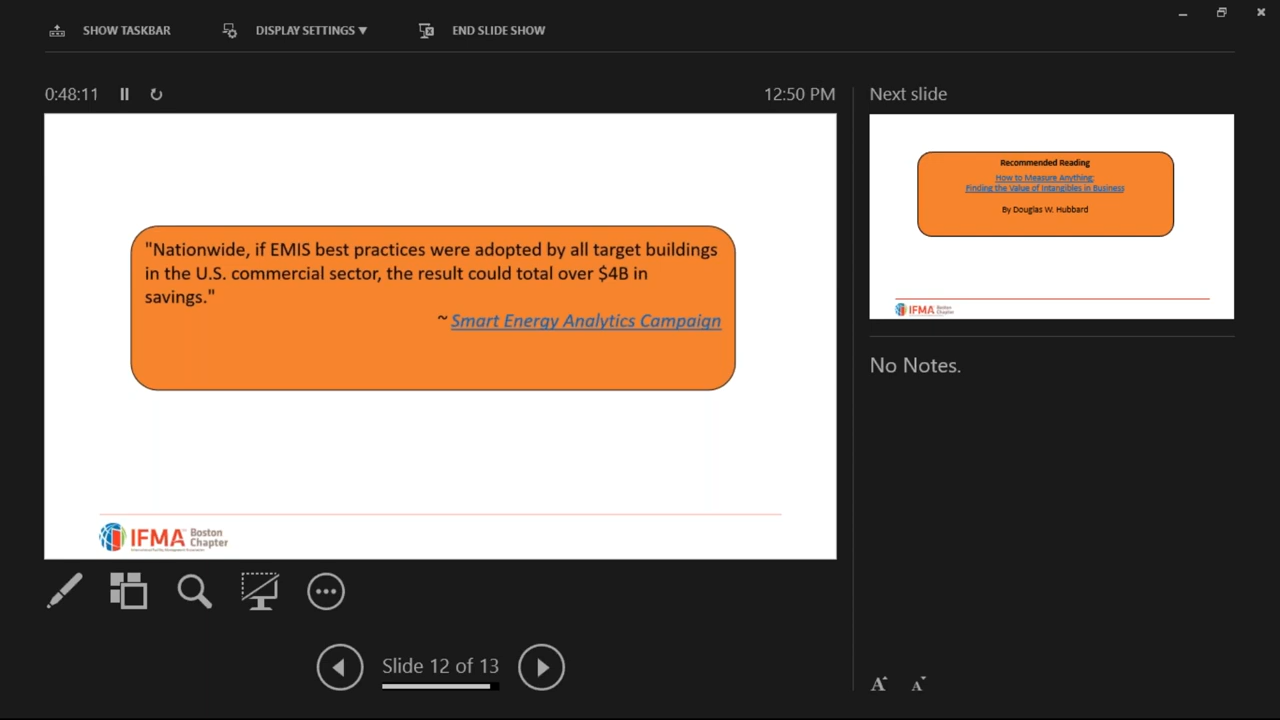 SHOW TASKBAR
DISPLAY SETTINGS ▼
END SLIDE SHOW
0:48:11
12:50 PM
Next slide
"Nationwide, if EMIS best practices were adopted by all target buildings
in the U.S. commercial sector, the result could total over $4B in
savings."
~ Smart Energy Analytics Campaign
IFMA™ Boston
Chapter
Recommended Reading
How to Measure Anything:
Finding the Value of Intangibles in Business
By Douglas W. Hubbard
IFMA Boston
Chapter
No Notes.
Slide 12 of 13
A A